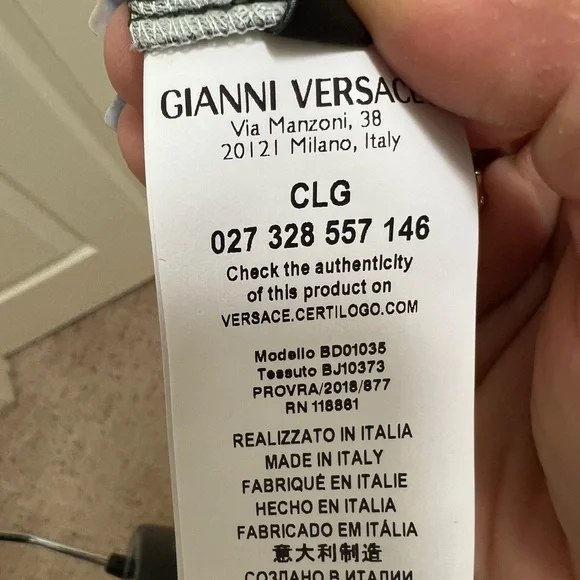 GIANNI VERSACE
Via Manzoni, 38
20121 Milano, Italy
CLG
027 328 557 146
Check the authenticity
of this product on
VERSACE.CERTILOGO.COM
Modello BD01035
Tessuto BJ10373
PROVRA/2018/877
RN 118861
REALIZZATO IN ITALIA
MADE IN ITALY
FABRIQUÉ EN ITALIE
HECHO EN ITALIA
FABRICADO EM ITÁLIA
意大利制造
СОЗДАНО В ИТАЛИИ